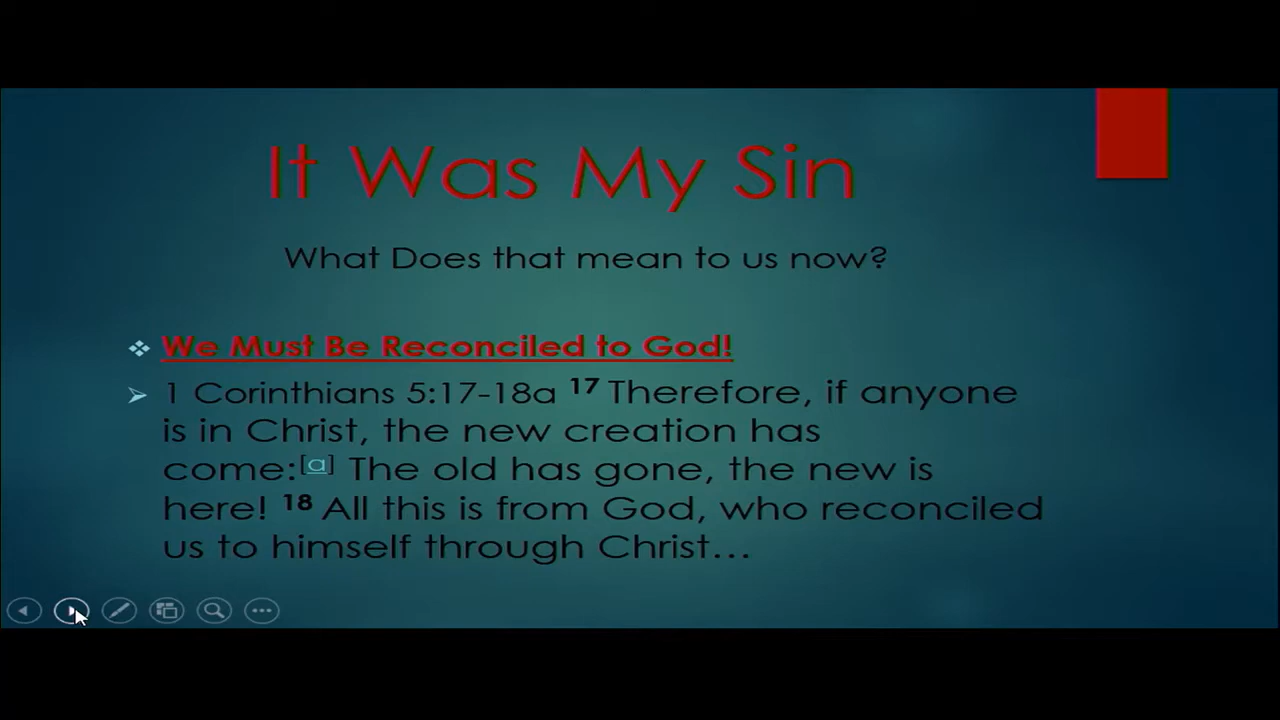 It Was My Sin
What Does that mean to us now?
❖ We Must Be Reconciled to God!
➢ 1 Corinthians 5:17-18a 17 Therefore, if anyone
is in Christ, the new creation has
come:[a] The old has gone, the new is
here! 18 All this is from God, who reconciled
us to himself through Christ…